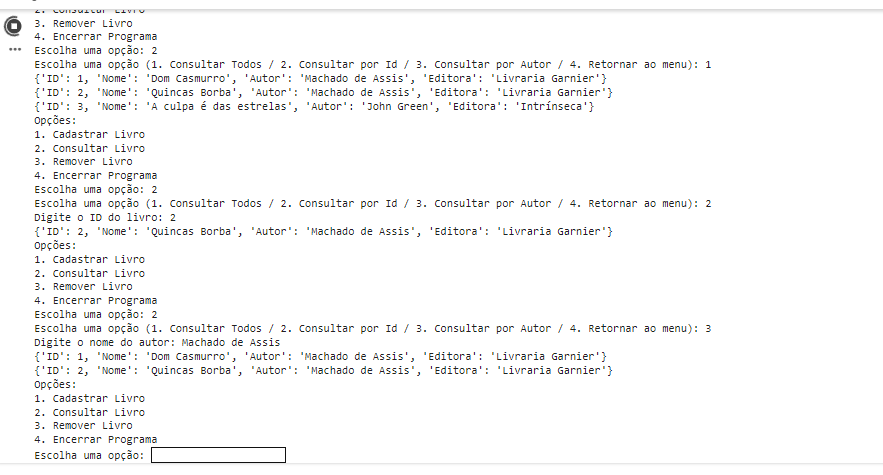 2. Consultar Livro
3. Remover Livro
4. Encerrar Programa
Escolha uma opção: 2
Escolha uma opção (1. Consultar Todos / 2. Consultar por Id / 3. Consultar por Autor / 4. Retornar ao menu): 1
{'ID': 1, 'Nome': 'Dom Casmurro', 'Autor': 'Machado de Assis', 'Editora': 'Livraria Garnier'}
{'ID': 2, 'Nome': 'Quincas Borba', 'Autor': 'Machado de Assis', 'Editora': 'Livraria Garnier'}
{'ID': 3, 'Nome': 'A culpa é das estrelas', 'Autor': 'John Green', 'Editora': 'Intrínseca'}
Opções:
1. Cadastrar Livro
2. Consultar Livro
3. Remover Livro
4. Encerrar Programa
Escolha uma opção: 2
Escolha uma opção (1. Consultar Todos / 2. Consultar por Id / 3. Consultar por Autor / 4. Retornar ao menu): 2
Digite o ID do livro: 2
{'ID': 2, 'Nome': 'Quincas Borba', 'Autor': 'Machado de Assis', 'Editora': 'Livraria Garnier'}
Opções:
1. Cadastrar Livro
2. Consultar Livro
3. Remover Livro
4. Encerrar Programa
Escolha uma opção: 2
Escolha uma opção (1. Consultar Todos / 2. Consultar por Id / 3. Consultar por Autor / 4. Retornar ao menu): 3
Digite o nome do autor: Machado de Assis
{'ID': 1, 'Nome': 'Dom Casmurro', 'Autor': 'Machado de Assis', 'Editora': 'Livraria Garnier'}
{'ID': 2, 'Nome': 'Quincas Borba', 'Autor': 'Machado de Assis', 'Editora': 'Livraria Garnier'}
Opções:
1. Cadastrar Livro
2. Consultar Livro
3. Remover Livro
4. Encerrar Programa
Escolha uma opção: